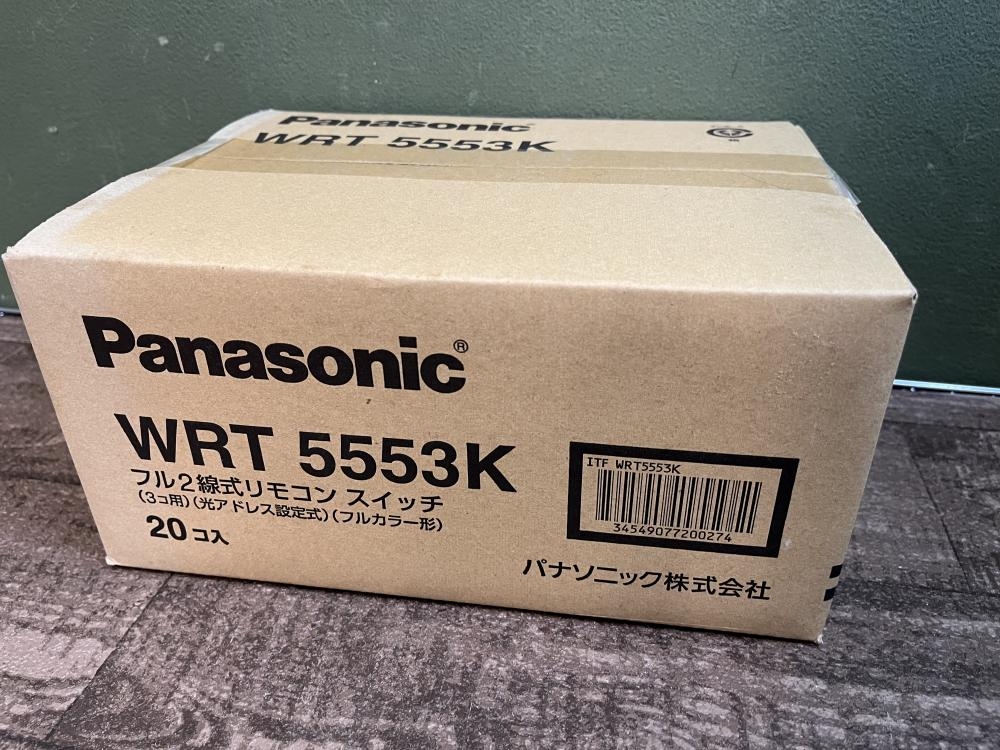 Panasonic
WRT 5553K
Panasonic®
WRT 5553K
フル2線式リモコン スイッチ
(3コ用)(光アドレス設定式)(フルカラー形)
20コ入
ITF WRT5553K
34549077200274
パナソニック株式会社